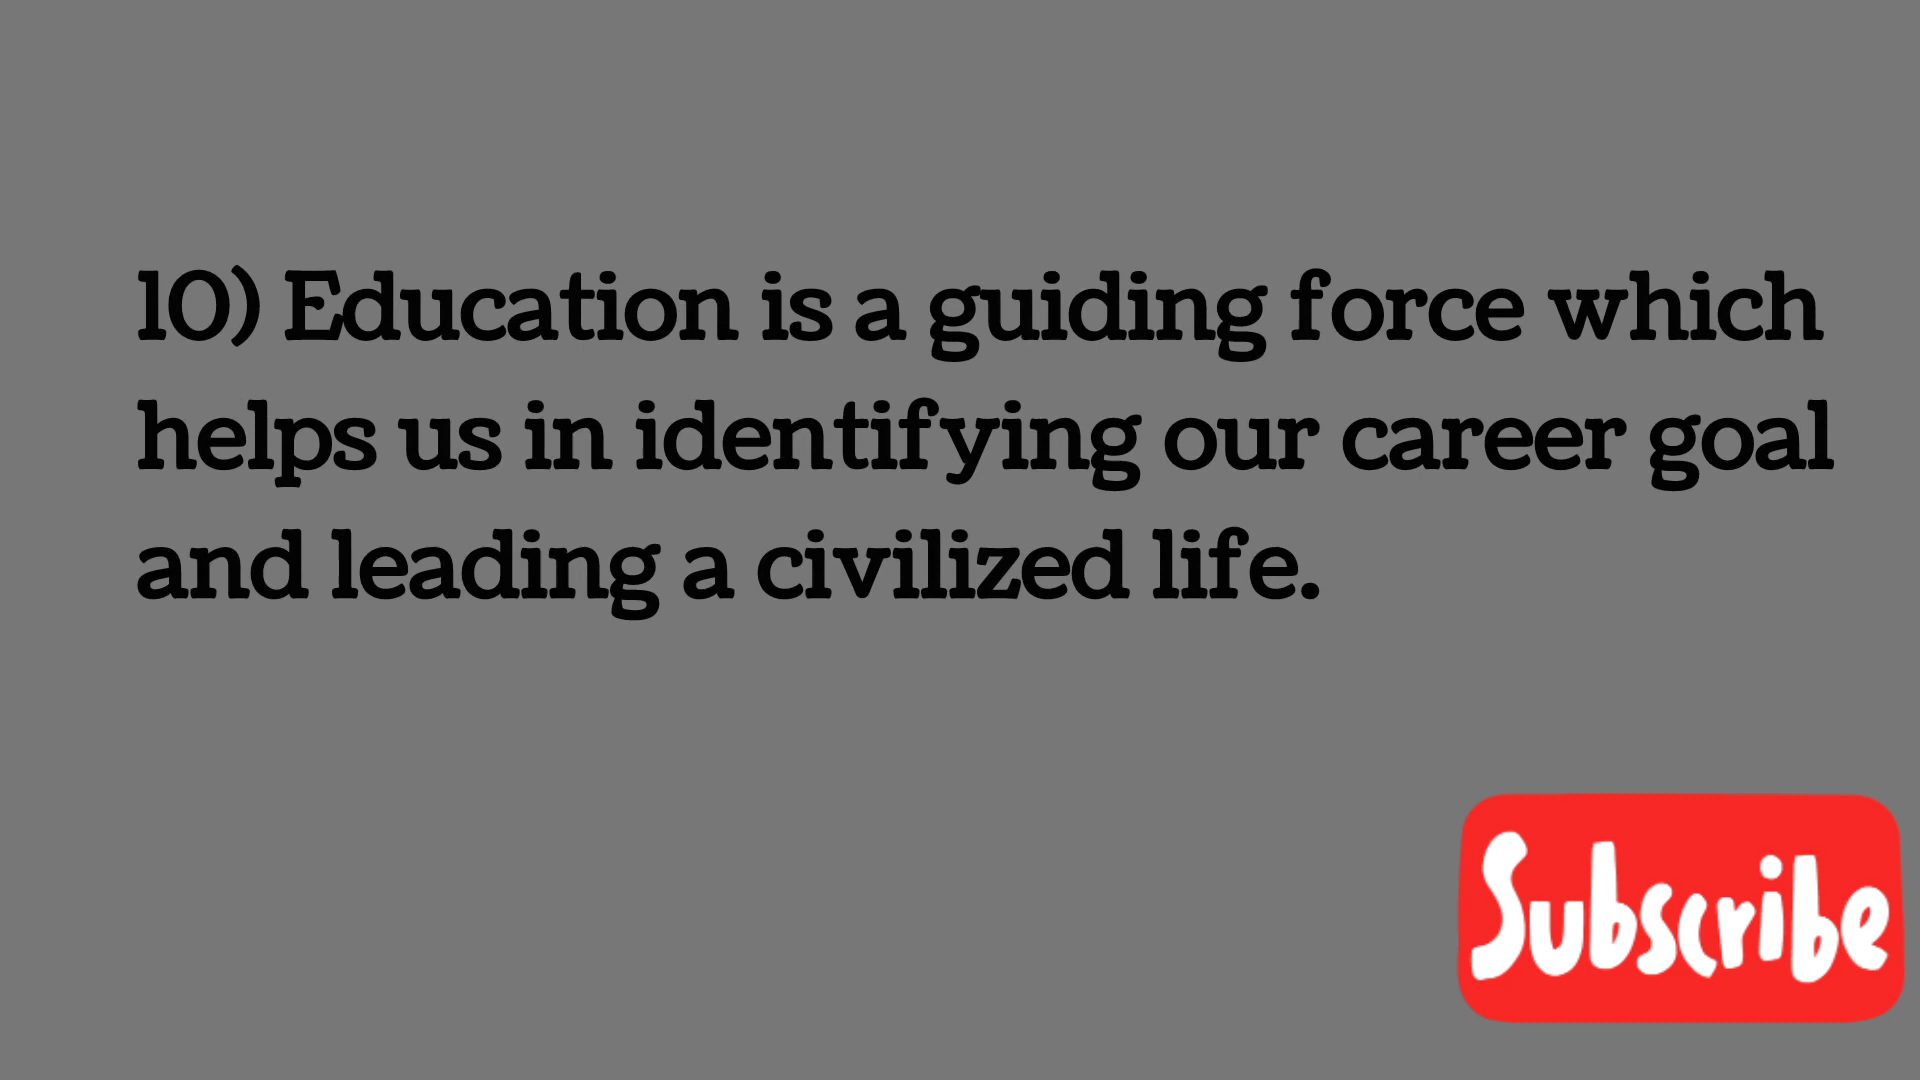 10) Education is a guiding force which
helps us in identifying our career goal
and leading a civilized life.
Subscribe